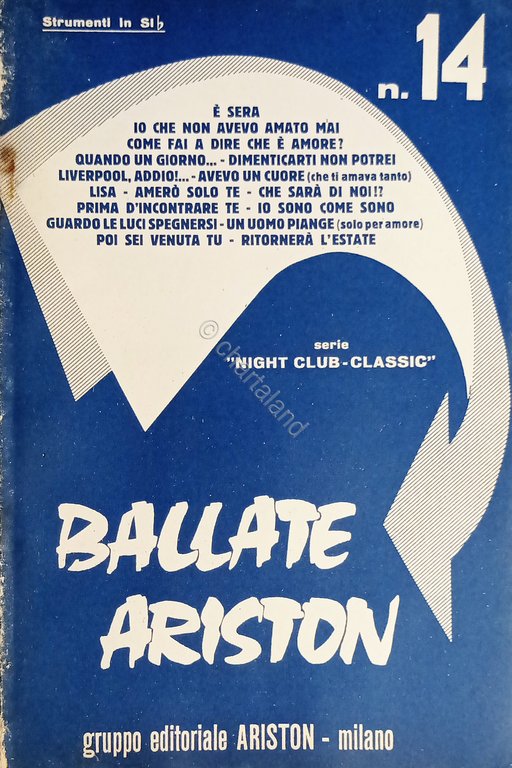 Strumenti in Si♭
n. 14
È SERA
IO CHE NON AVEVO AMATO MAI
COME FAI A DIRE CHE È AMORE?
QUANDO UN GIORNO... - DIMENTICARTI NON POTREI
LIVERPOOL, ADDIO!... - AVEVO UN CUORE (che ti amava tanto)
LISA - AMERÒ SOLO TE - CHE SARÀ DI NOI!?
PRIMA D'INCONTRARE TE - IO SONO COME SONO
GUARDO LE LUCI SPEGNERSI - UN UOMO PIANGE (solo per amore)
POI SEI VENUTA TU - RITORNERÀ L'ESTATE
© chartaland
serie
"NIGHT CLUB - CLASSIC"
BALLATE
ARISTON
gruppo editoriale ARISTON - milano